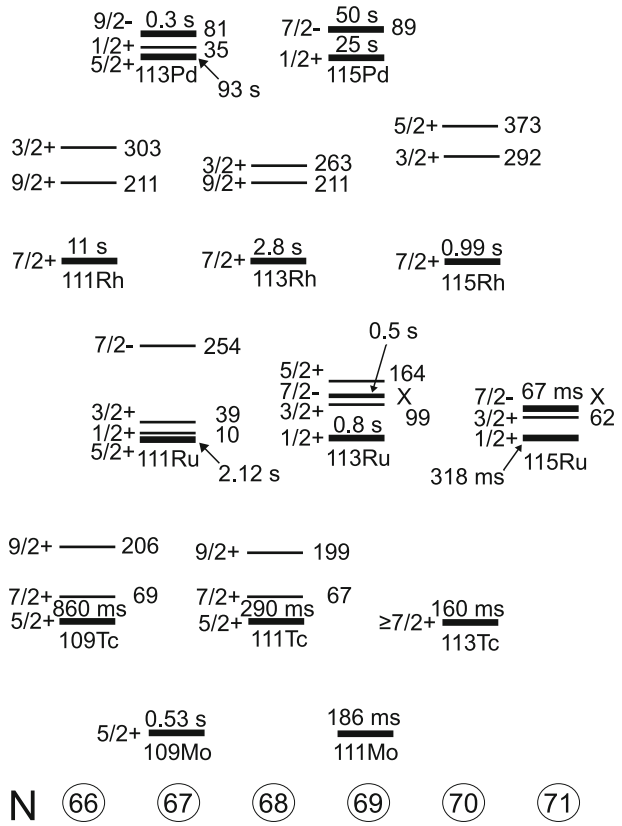 9/2- 0.3 s 81
1/2+ 35
5/2+
113Pd
93 s
7/2- 50 s 89
1/2+ 25 s
115Pd
3/2+ 303
9/2+ 211
7/2+ 11 s
111Rh
3/2+ 263
9/2+ 211
7/2+ 2.8 s
113Rh
5/2+ 373
3/2+ 292
7/2+ 0.99 s
115Rh
7/2- 254
3/2+ 39
1/2+ 10
5/2+
111Ru
2.12 s
0.5 s
5/2+ 164
7/2- X
3/2+ 99
1/2+ 0.8 s
113Ru
7/2- 67 ms X
3/2+ 62
1/2+
115Ru
318 ms
9/2+ 206
7/2+ 69
5/2+ 860 ms
109Tc
9/2+ 199
7/2+ 67
5/2+ 290 ms
111Tc
≥7/2+ 160 ms
113Tc
5/2+ 0.53 s
109Mo
186 ms
111Mo
N 66 67 68 69 70 71